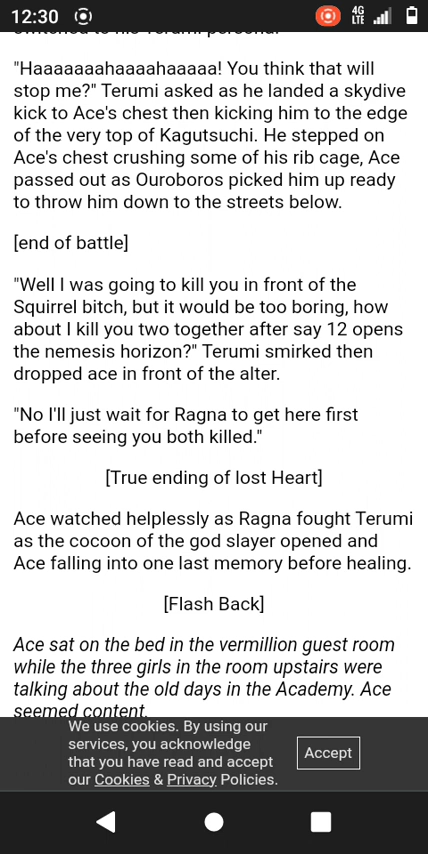 12:30
4G
LTE
switched to his Terumi persona.
"Haaaaaaahaaaahaaaaa! You think that will
stop me?" Terumi asked as he landed a skydive
kick to Ace's chest then kicking him to the edge
of the very top of Kagutsuchi. He stepped on
Ace's chest crushing some of his rib cage, Ace
passed out as Ouroboros picked him up ready
to throw him down to the streets below.
[end of battle]
"Well I was going to kill you in front of the
Squirrel bitch, but it would be too boring, how
about I kill you two together after say 12 opens
the nemesis horizon?" Terumi smirked then
dropped ace in front of the alter.
"No I'll just wait for Ragna to get here first
before seeing you both killed."
[True ending of lost Heart]
Ace watched helplessly as Ragna fought Terumi
as the cocoon of the god slayer opened and
Ace falling into one last memory before healing.
[Flash Back]
Ace sat on the bed in the vermillion guest room
while the three girls in the room upstairs were
talking about the old days in the Academy. Ace
seemed content.
We use cookies. By using our
services, you acknowledge
that you have read and accept
our Cookies & Privacy Policies.
Accept